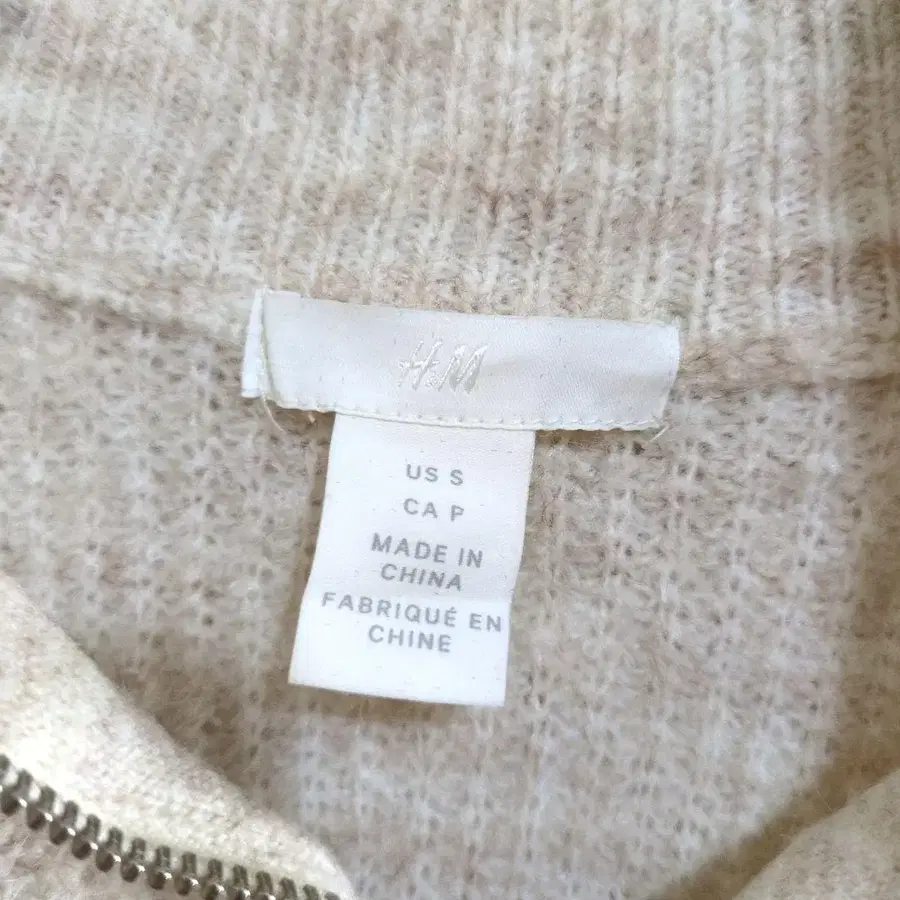 H&M
US S
CA P
MADE IN
CHINA
FABRIQUÉ EN
CHINE